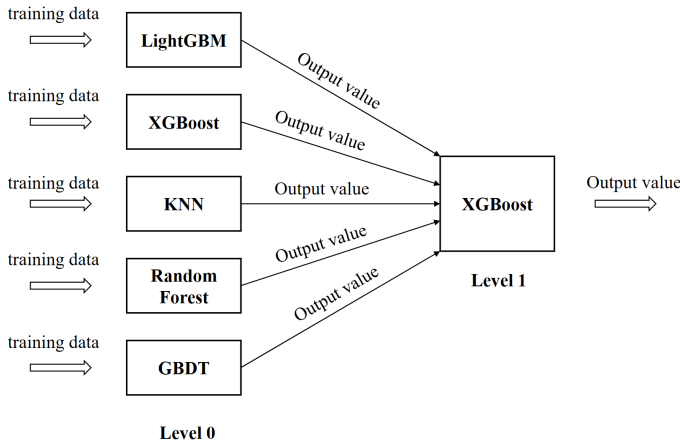 training data
LightGBM
Output value
training data
XGBoost
Output value
training data
KNN
Output value
XGBoost
Output value
training data
Random
Forest
Output value
Level 1
training data
GBDT
Output value
Level 0